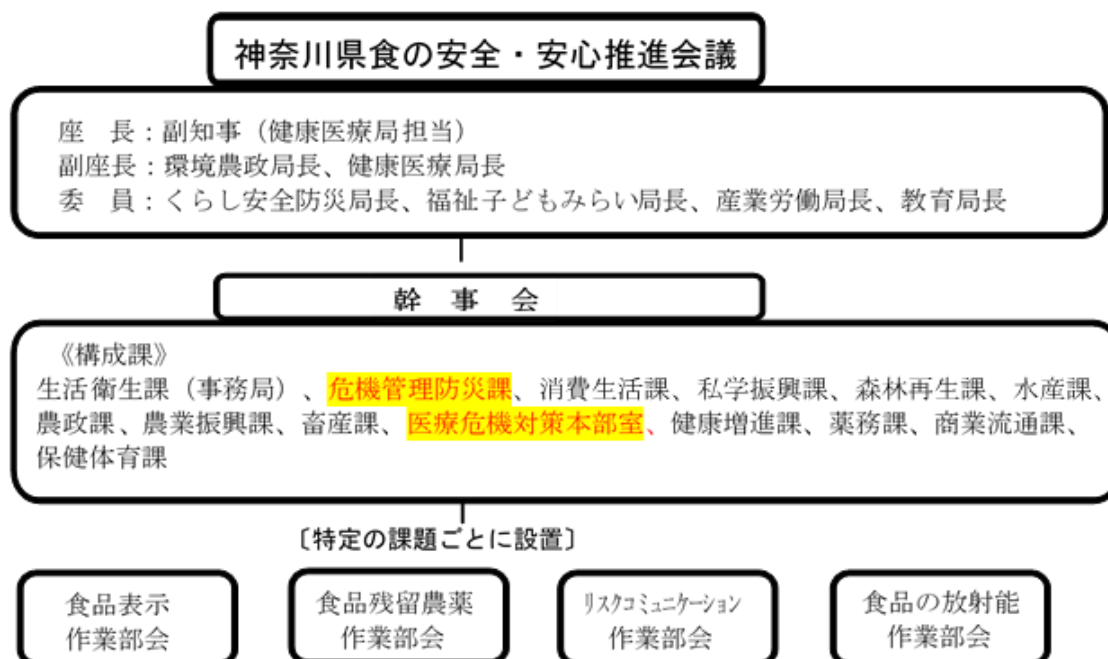 神奈川県食の安全・安心推進会議
座　長：副知事（健康医療局担当）
副座長：環境農政局長、健康医療局長
委　員：くらし安全防災局長、福祉子どもみらい局長、産業労働局長、教育局長
幹　事　会
《構成課》
生活衛生課（事務局）、危機管理防災課、消費生活課、私学振興課、森林再生課、水産課、
農政課、農業振興課、畜産課、医療危機対策本部室、健康増進課、薬務課、商業流通課、
保健体育課
〔特定の課題ごとに設置〕
食品表示
作業部会
食品残留農薬
作業部会
リスクコミュニケーション
作業部会
食品の放射能
作業部会